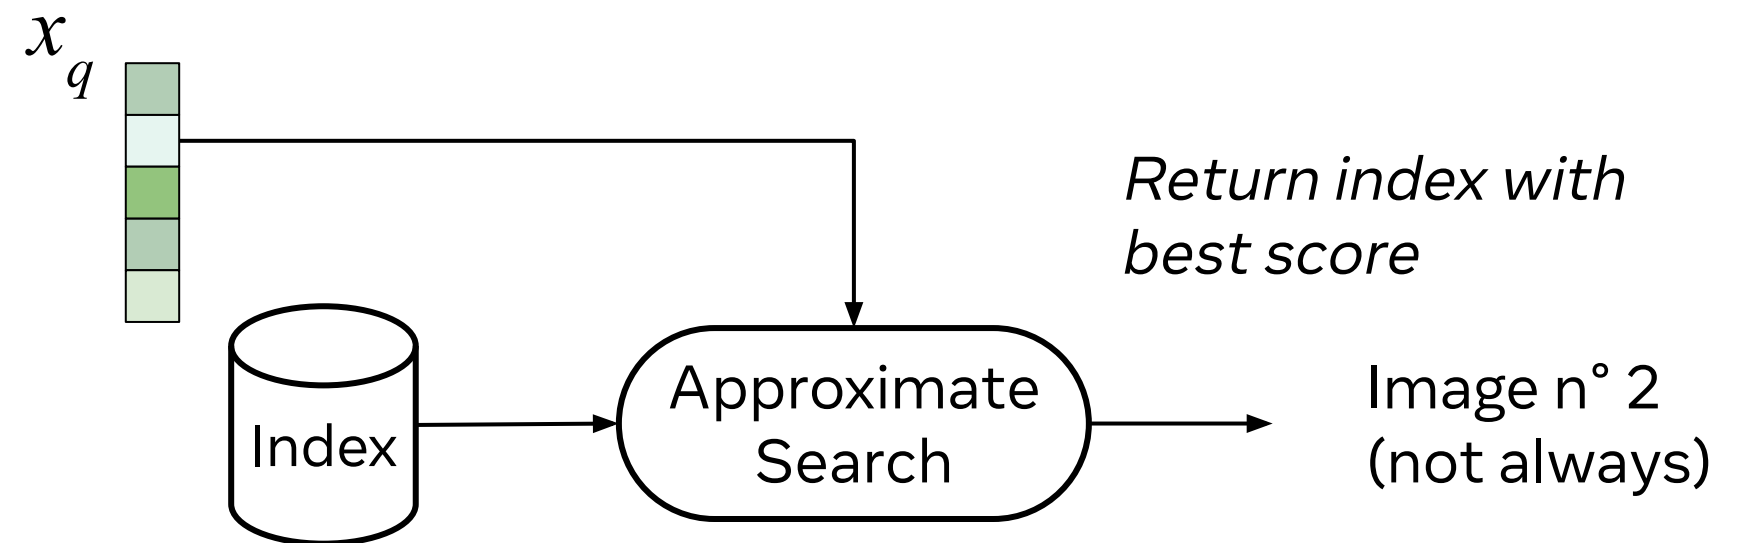 x_q
Return index with
best score
Index
Approximate
Search
Image n° 2
(not always)